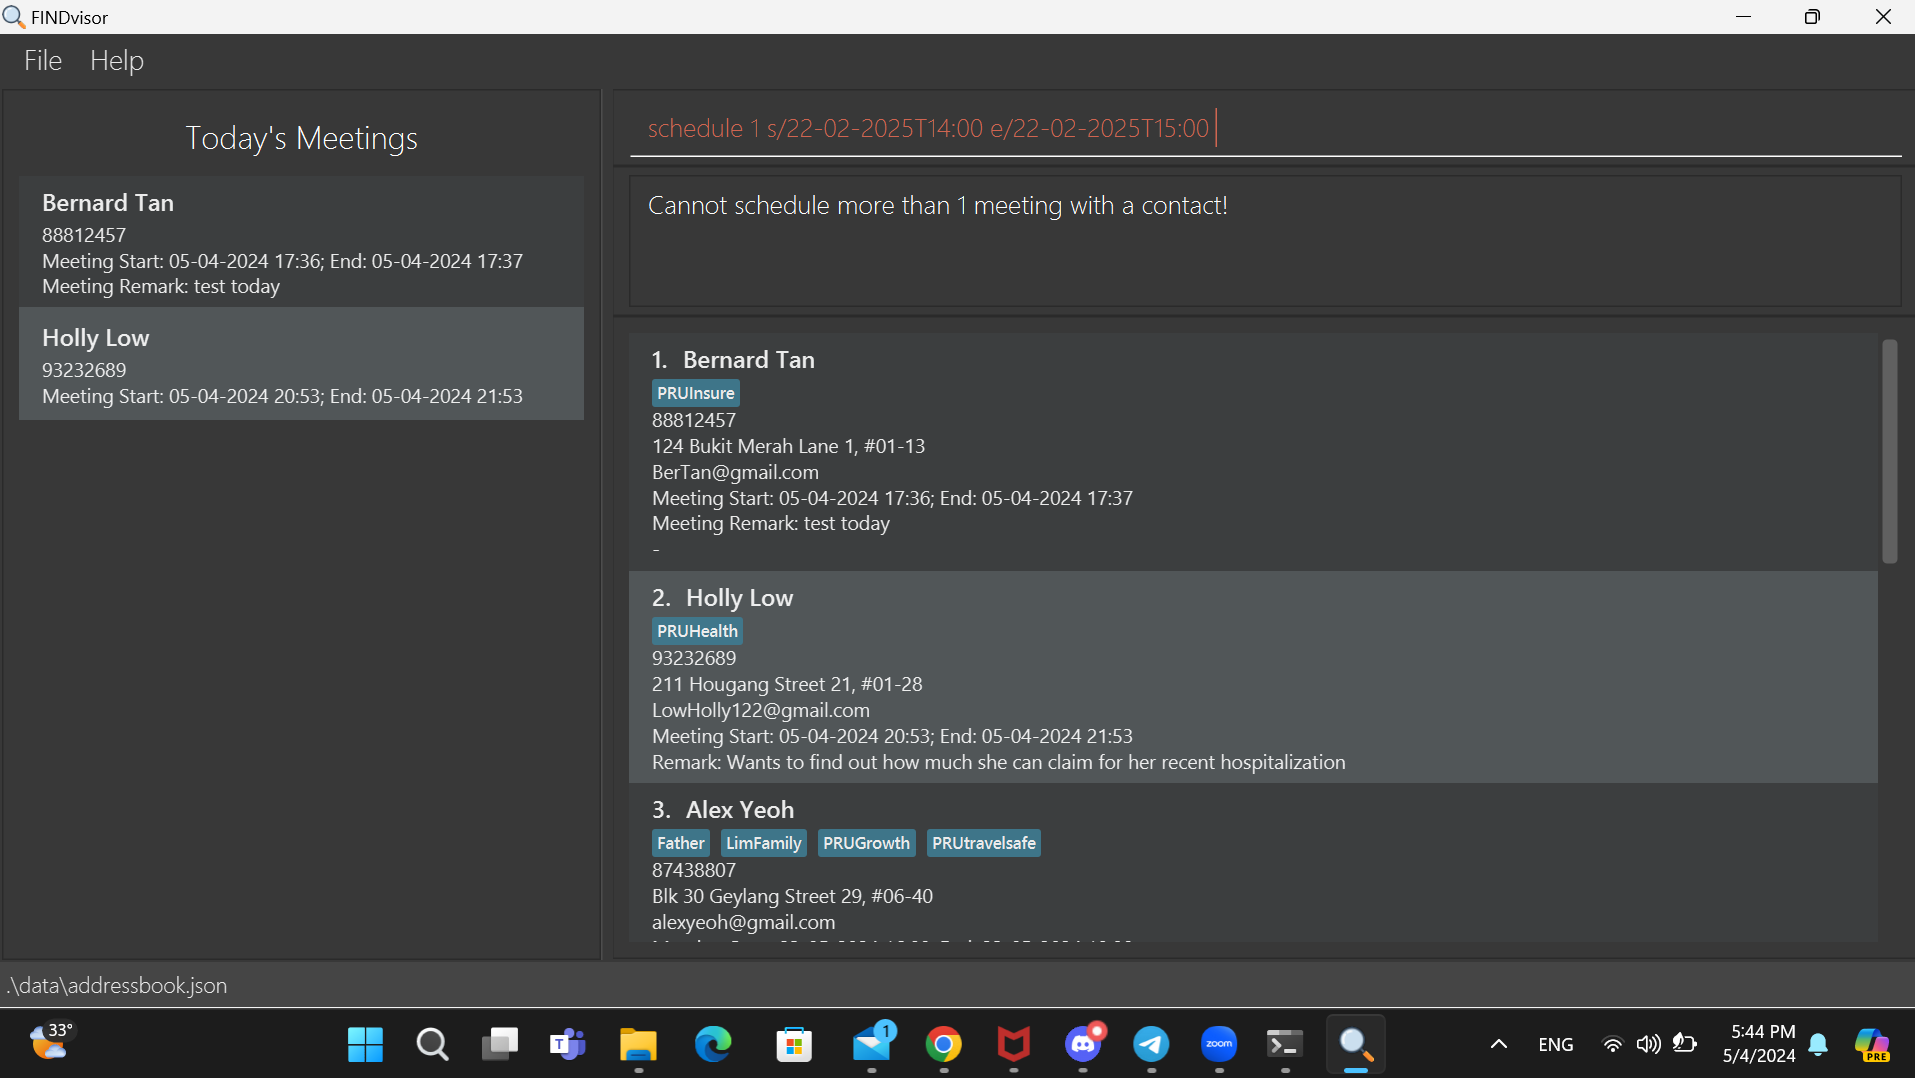 FINDvisor
File Help
Today's Meetings
Bernard Tan
88812457
Meeting Start: 05-04-2024 17:36; End: 05-04-2024 17:37
Meeting Remark: test today
Holly Low
93232689
Meeting Start: 05-04-2024 20:53; End: 05-04-2024 21:53
schedule 1 s/22-02-2025T14:00 e/22-02-2025T15:00
Cannot schedule more than 1 meeting with a contact!
1. Bernard Tan
PRUInsure
88812457
124 Bukit Merah Lane 1, #01-13
BerTan@gmail.com
Meeting Start: 05-04-2024 17:36; End: 05-04-2024 17:37
Meeting Remark: test today
-
2. Holly Low
PRUHealth
93232689
211 Hougang Street 21, #01-28
LowHolly122@gmail.com
Meeting Start: 05-04-2024 20:53; End: 05-04-2024 21:53
Remark: Wants to find out how much she can claim for her recent hospitalization
3. Alex Yeoh
Father LimFamily PRUGrowth PRUtravelsafe
87438807
Blk 30 Geylang Street 29, #06-40
alexyeoh@gmail.com
.\data\addressbook.json
33°
T
1
zoom
ENG
5:44 PM
5/4/2024
PRE